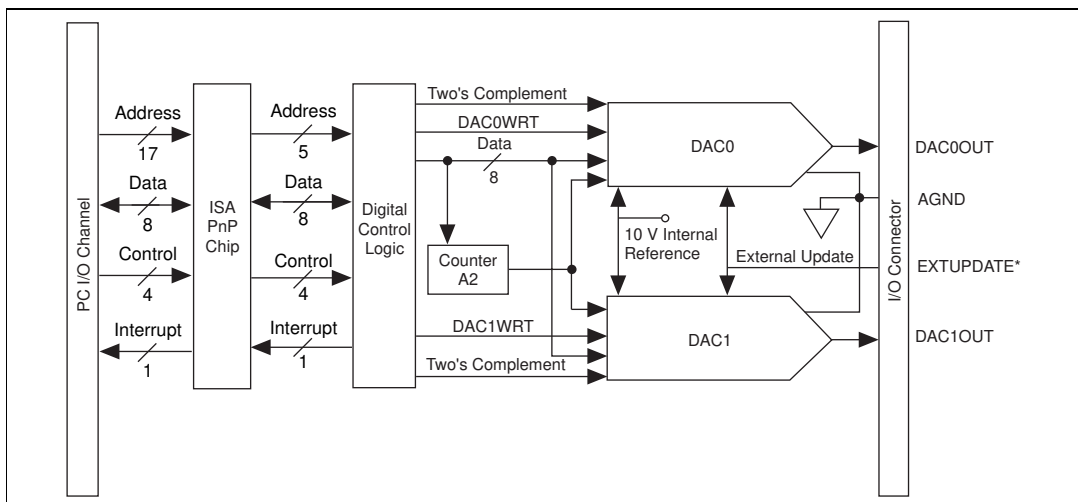 PC I/O Channel
Address
17
Data
8
Control
4
Interrupt
1
ISA
PnP
Chip
Address
5
Data
8
Control
4
Interrupt
1
Digital
Control
Logic
Two's Complement
DAC0WRT
Data
8
Counter
A2
DAC1WRT
Two's Complement
DAC0
10 V Internal
Reference
External Update
DAC1
I/O Connector
DAC0OUT
AGND
EXTUPDATE*
DAC1OUT